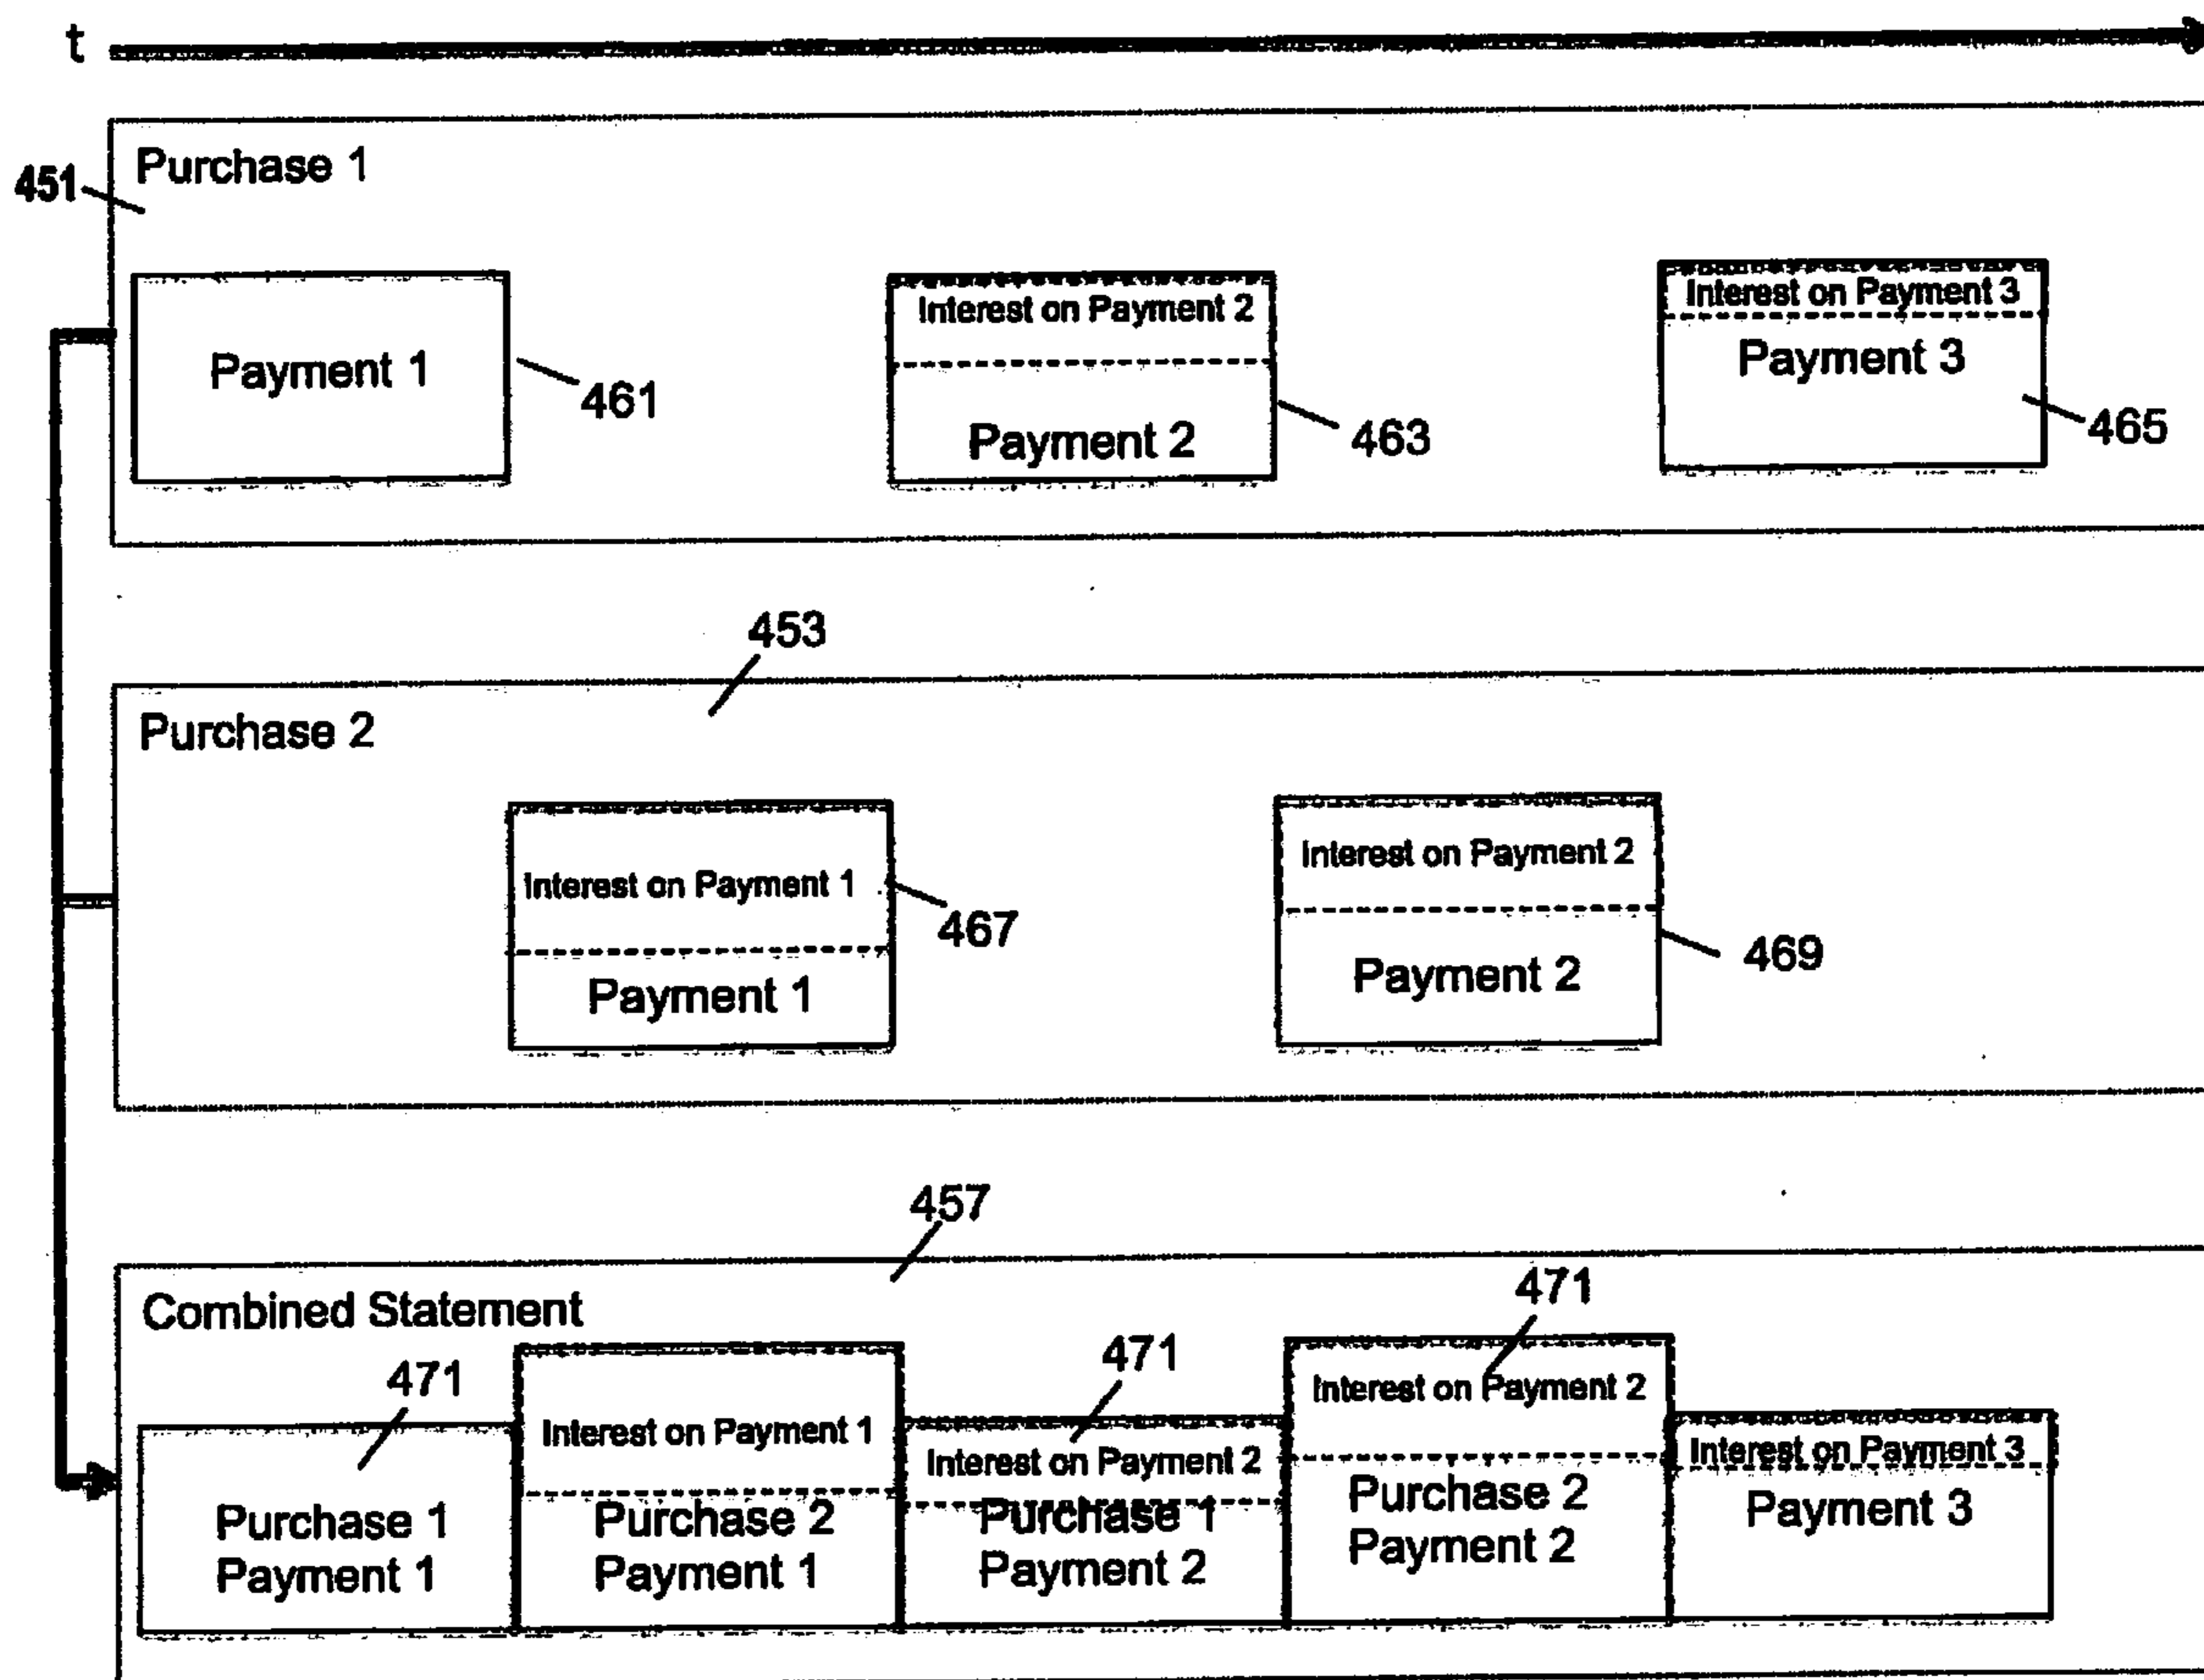 t
Purchase 1
451
Payment 1
461
Interest on Payment 2
Payment 2
463
Interest on Payment 3
Payment 3
465
453
Purchase 2
Interest on Payment 1
Payment 1
467
Interest on Payment 2
Payment 2
469
457
Combined Statement
471
Purchase 1
Payment 1
Interest on Payment 1
Purchase 2
Payment 1
471
Interest on Payment 2
Purchase 1
Payment 2
471
Interest on Payment 2
Purchase 2
Payment 2
Interest on Payment 3
Payment 3